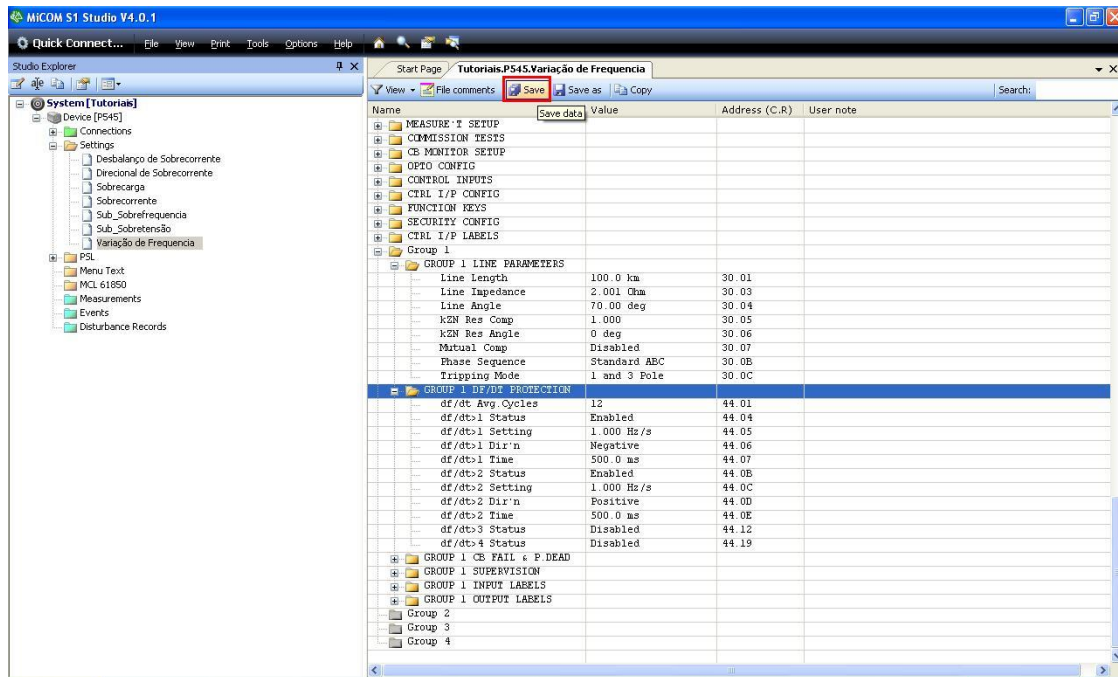 MiCOM S1 Studio V4.0.1
Quick Connect... File View Print Tools Options Help
Studio Explorer
Start Page Tutoriais.P545.Variação de Frequencia
View File comments Save Save as Copy Search:
Save data
System [Tutoriais]
Device [P545]
Connections
Settings
Desbalanço de Sobrecorrente
Direcional de Sobrecorrente
Sobrecarga
Sobrecorrente
Sub_Sobrefrequencia
Sub_Sobretensão
Variação de Frequencia
PSL
Menu Text
MCL 61850
Measurements
Events
Disturbance Records
Name Value Address (C.R) User note
MEASURE'T SETUP
COMMISSION TESTS
CB MONITOR SETUP
OPTO CONFIG
CONTROL INPUTS
CTRL I/P CONFIG
FUNCTION KEYS
SECURITY CONFIG
CTRL I/P LABELS
Group 1
GROUP 1 LINE PARAMETERS
Line Length 100.0 km 30.01
Line Impedance 2.001 Ohm 30.03
Line Angle 70.00 deg 30.04
kZN Res Comp 1.000 30.05
kZN Res Angle 0 deg 30.06
Mutual Comp Disabled 30.07
Phase Sequence Standard ABC 30.0B
Tripping Mode 1 and 3 Pole 30.0C
GROUP 1 DF/DT PROTECTION
df/dt Avg.Cycles 12 44.01
df/dt>1 Status Enabled 44.04
df/dt>1 Setting 1.000 Hz/s 44.05
df/dt>1 Dir'n Negative 44.06
df/dt>1 Time 500.0 ms 44.07
df/dt>2 Status Enabled 44.0B
df/dt>2 Setting 1.000 Hz/s 44.0C
df/dt>2 Dir'n Positive 44.0D
df/dt>2 Time 500.0 ms 44.0E
df/dt>3 Status Disabled 44.12
df/dt>4 Status Disabled 44.19
GROUP 1 CB FAIL & P.DEAD
GROUP 1 SUPERVISION
GROUP 1 INPUT LABELS
GROUP 1 OUTPUT LABELS
Group 2
Group 3
Group 4